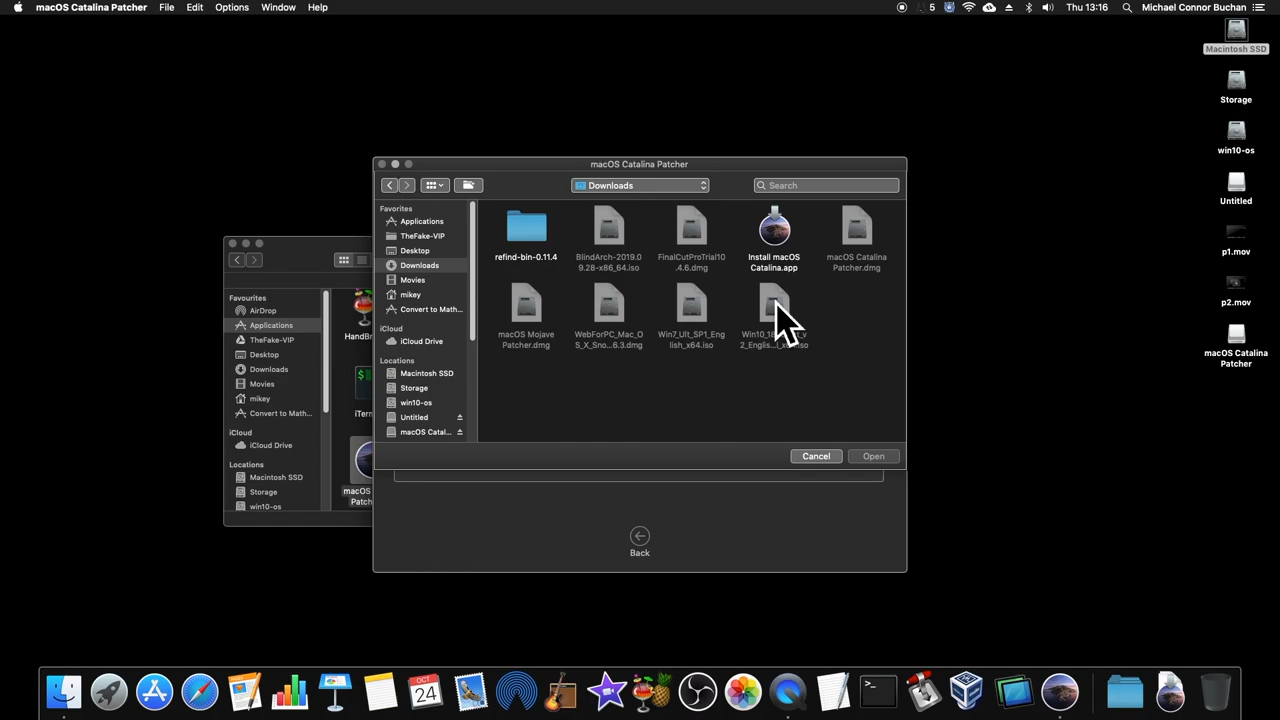 macOS Catalina Patcher File Edit Options Window Help 5 Thu 13:16 Michael Connor Buchan
Macintosh SSD
Storage
win10-os
Untitled
p1.mov
p2.mov
macOS Catalina
Patcher
macOS Catalina Patcher
Downloads
Search
Favorites
Applications
TheFake-VIP
Desktop
Downloads
Movies
mikey
Convert to Math...
iCloud
iCloud Drive
Locations
Macintosh SSD
Storage
win10-os
Untitled
macOS Catal...
refind-bin-0.11.4
BlindArch-2019.0
9.28-x86_64.iso
FinalCutProTrial10
.4.6.dmg
Install macOS
Catalina.app
macOS Catalina
Patcher.dmg
macOS Mojave
Patcher.dmg
WebForPC_Mac_O
S_X_Sno...6.3.dmg
Win7_Ult_SP1_Eng
lish_x64.iso
2_Englis...
Cancel
Open
Back
Favourites
AirDrop
Applications
TheFake-VIP
Desktop
Downloads
Movies
mikey
Convert to Math...
iCloud
iCloud Drive
Locations
Macintosh SSD
Storage
win10-os
HandBr
iTerm
macOS
Patch
OCT
24